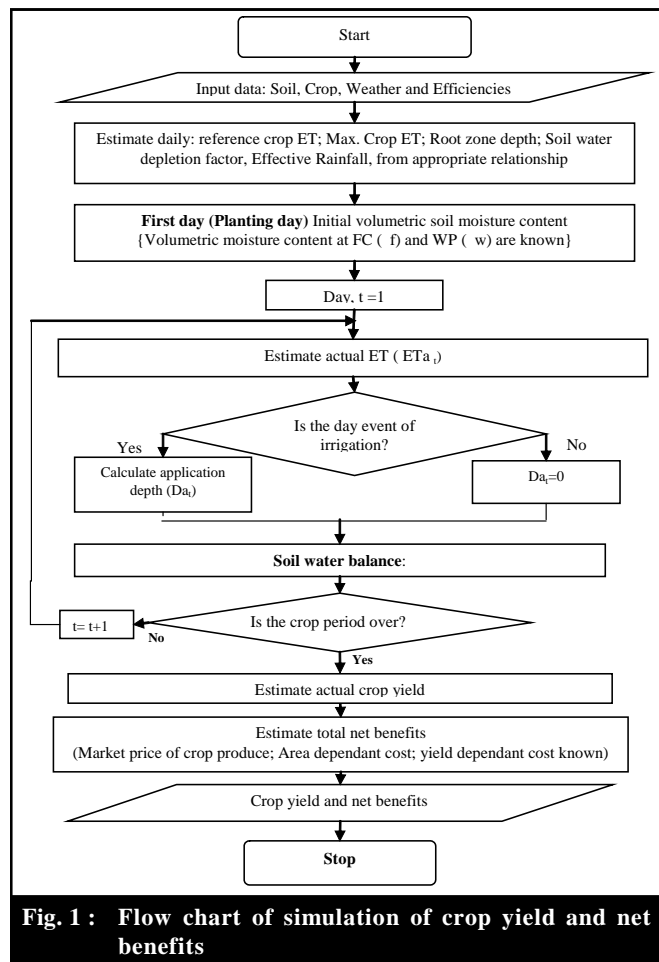 Start
Input data: Soil, Crop, Weather and Efficiencies
Estimate daily: reference crop ET; Max. Crop ET; Root zone depth; Soil water
depletion factor, Effective Rainfall, from appropriate relationship
First day (Planting day) Initial volumetric soil moisture content
{Volumetric moisture content at FC ( f) and WP ( w) are known}
Day, t =1
Estimate actual ET ( ETa t)
Is the day event of
irrigation?
Yes
No
Calculate application
depth (Dat)
Dat=0
Soil water balance:
Is the crop period over?
t= t+1
No
Yes
Estimate actual crop yield
Estimate total net benefits
(Market price of crop produce; Area dependant cost; yield dependant cost known)
Crop yield and net benefits
Stop
Fig. 1 : Flow chart of simulation of crop yield and net
benefits